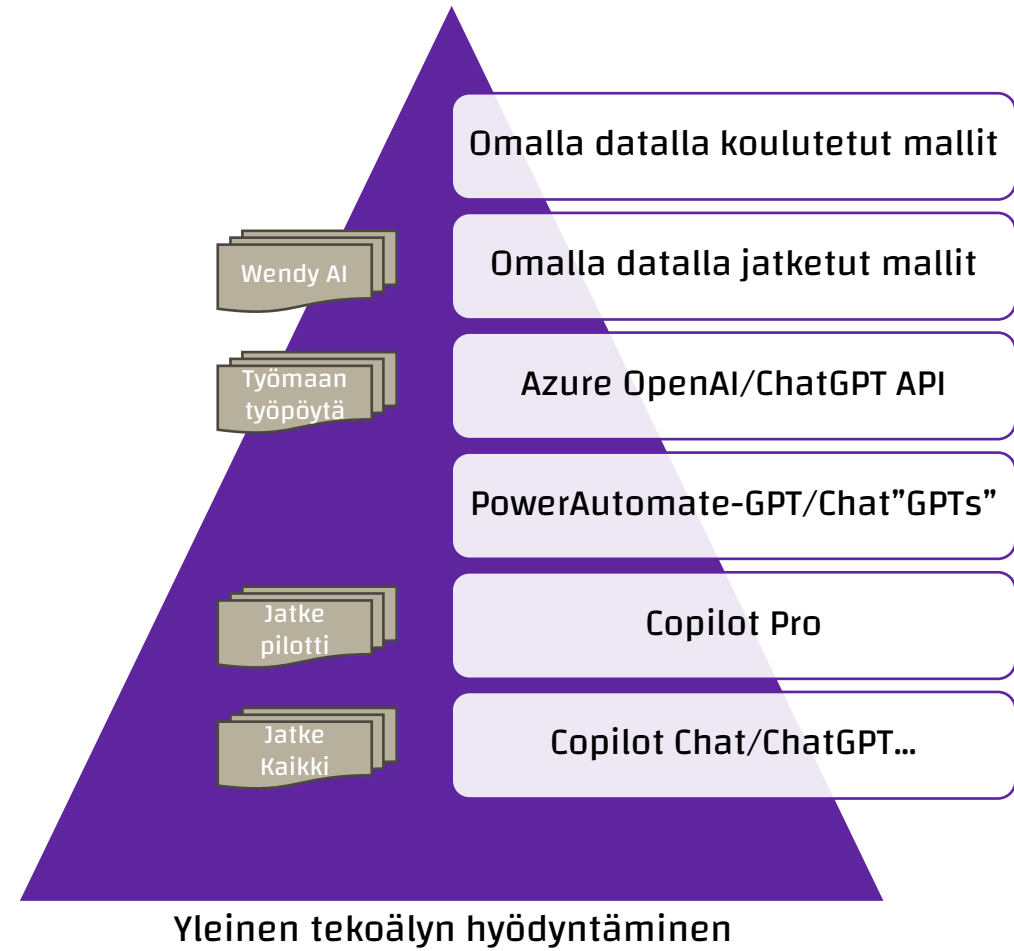 Omalla datalla koulutetut mallit
Wendy AI
Omalla datalla jatketut mallit
Työmaan
työpöytä
Azure OpenAI/ChatGPT API
PowerAutomate-GPT/Chat”GPTs”
Jatke
pilotti
Copilot Pro
Jatke
Kaikki
Copilot Chat/ChatGPT…
Yleinen tekoälyn hyödyntäminen